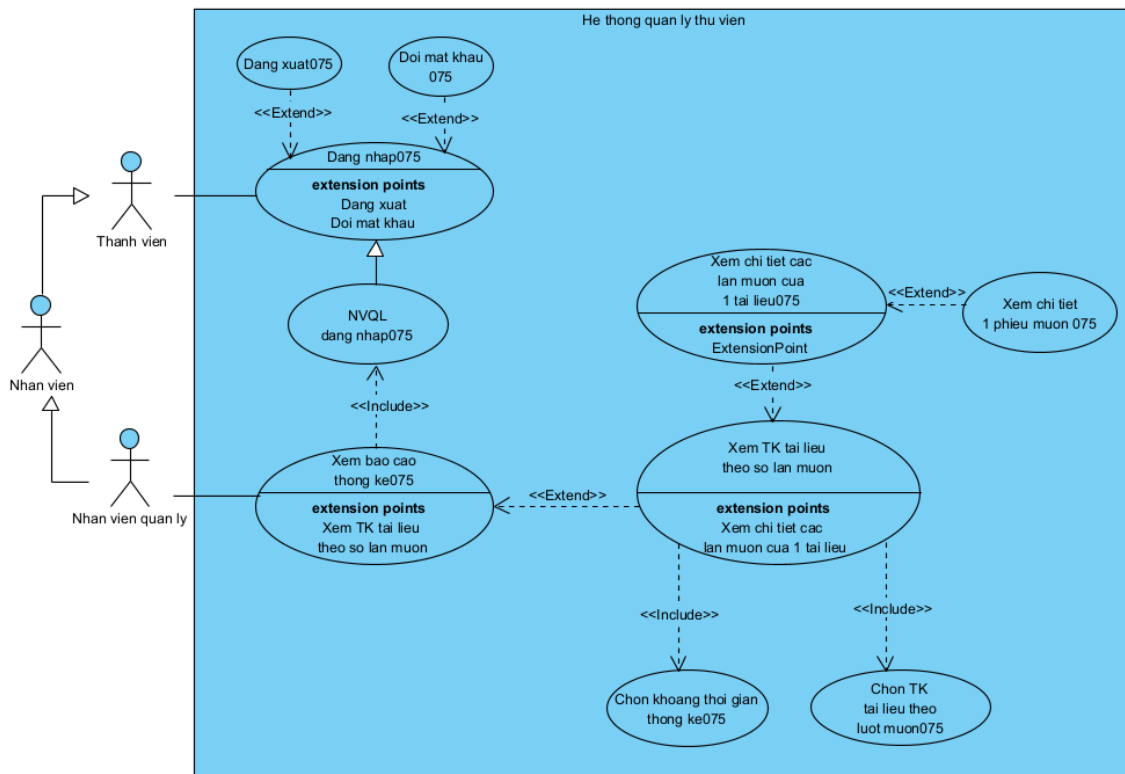 He thong quan ly thu vien
Dang xuat075
Doi mat khau
075
<<Extend>>
<<Extend>>
Dang nhap075
extension points
Dang xuat
Doi mat khau
Thanh vien
NVQL
dang nhap075
Xem chi tiet cac
lan muon cua
1 tai lieu075
extension points
ExtensionPoint
<<Extend>>
Xem chi tiet
1 phieu muon 075
Nhan vien
<<Include>>
<<Extend>>
Xem bao cao
thong ke075
extension points
Xem TK tai lieu
theo so lan muon
Nhan vien quan ly
<<Extend>>
Xem TK tai lieu
theo so lan muon
extension points
Xem chi tiet cac
lan muon cua 1 tai lieu
<<Include>>
<<Include>>
Chon khoang thoi gian
thong ke075
Chon TK
tai lieu theo
luot muon075